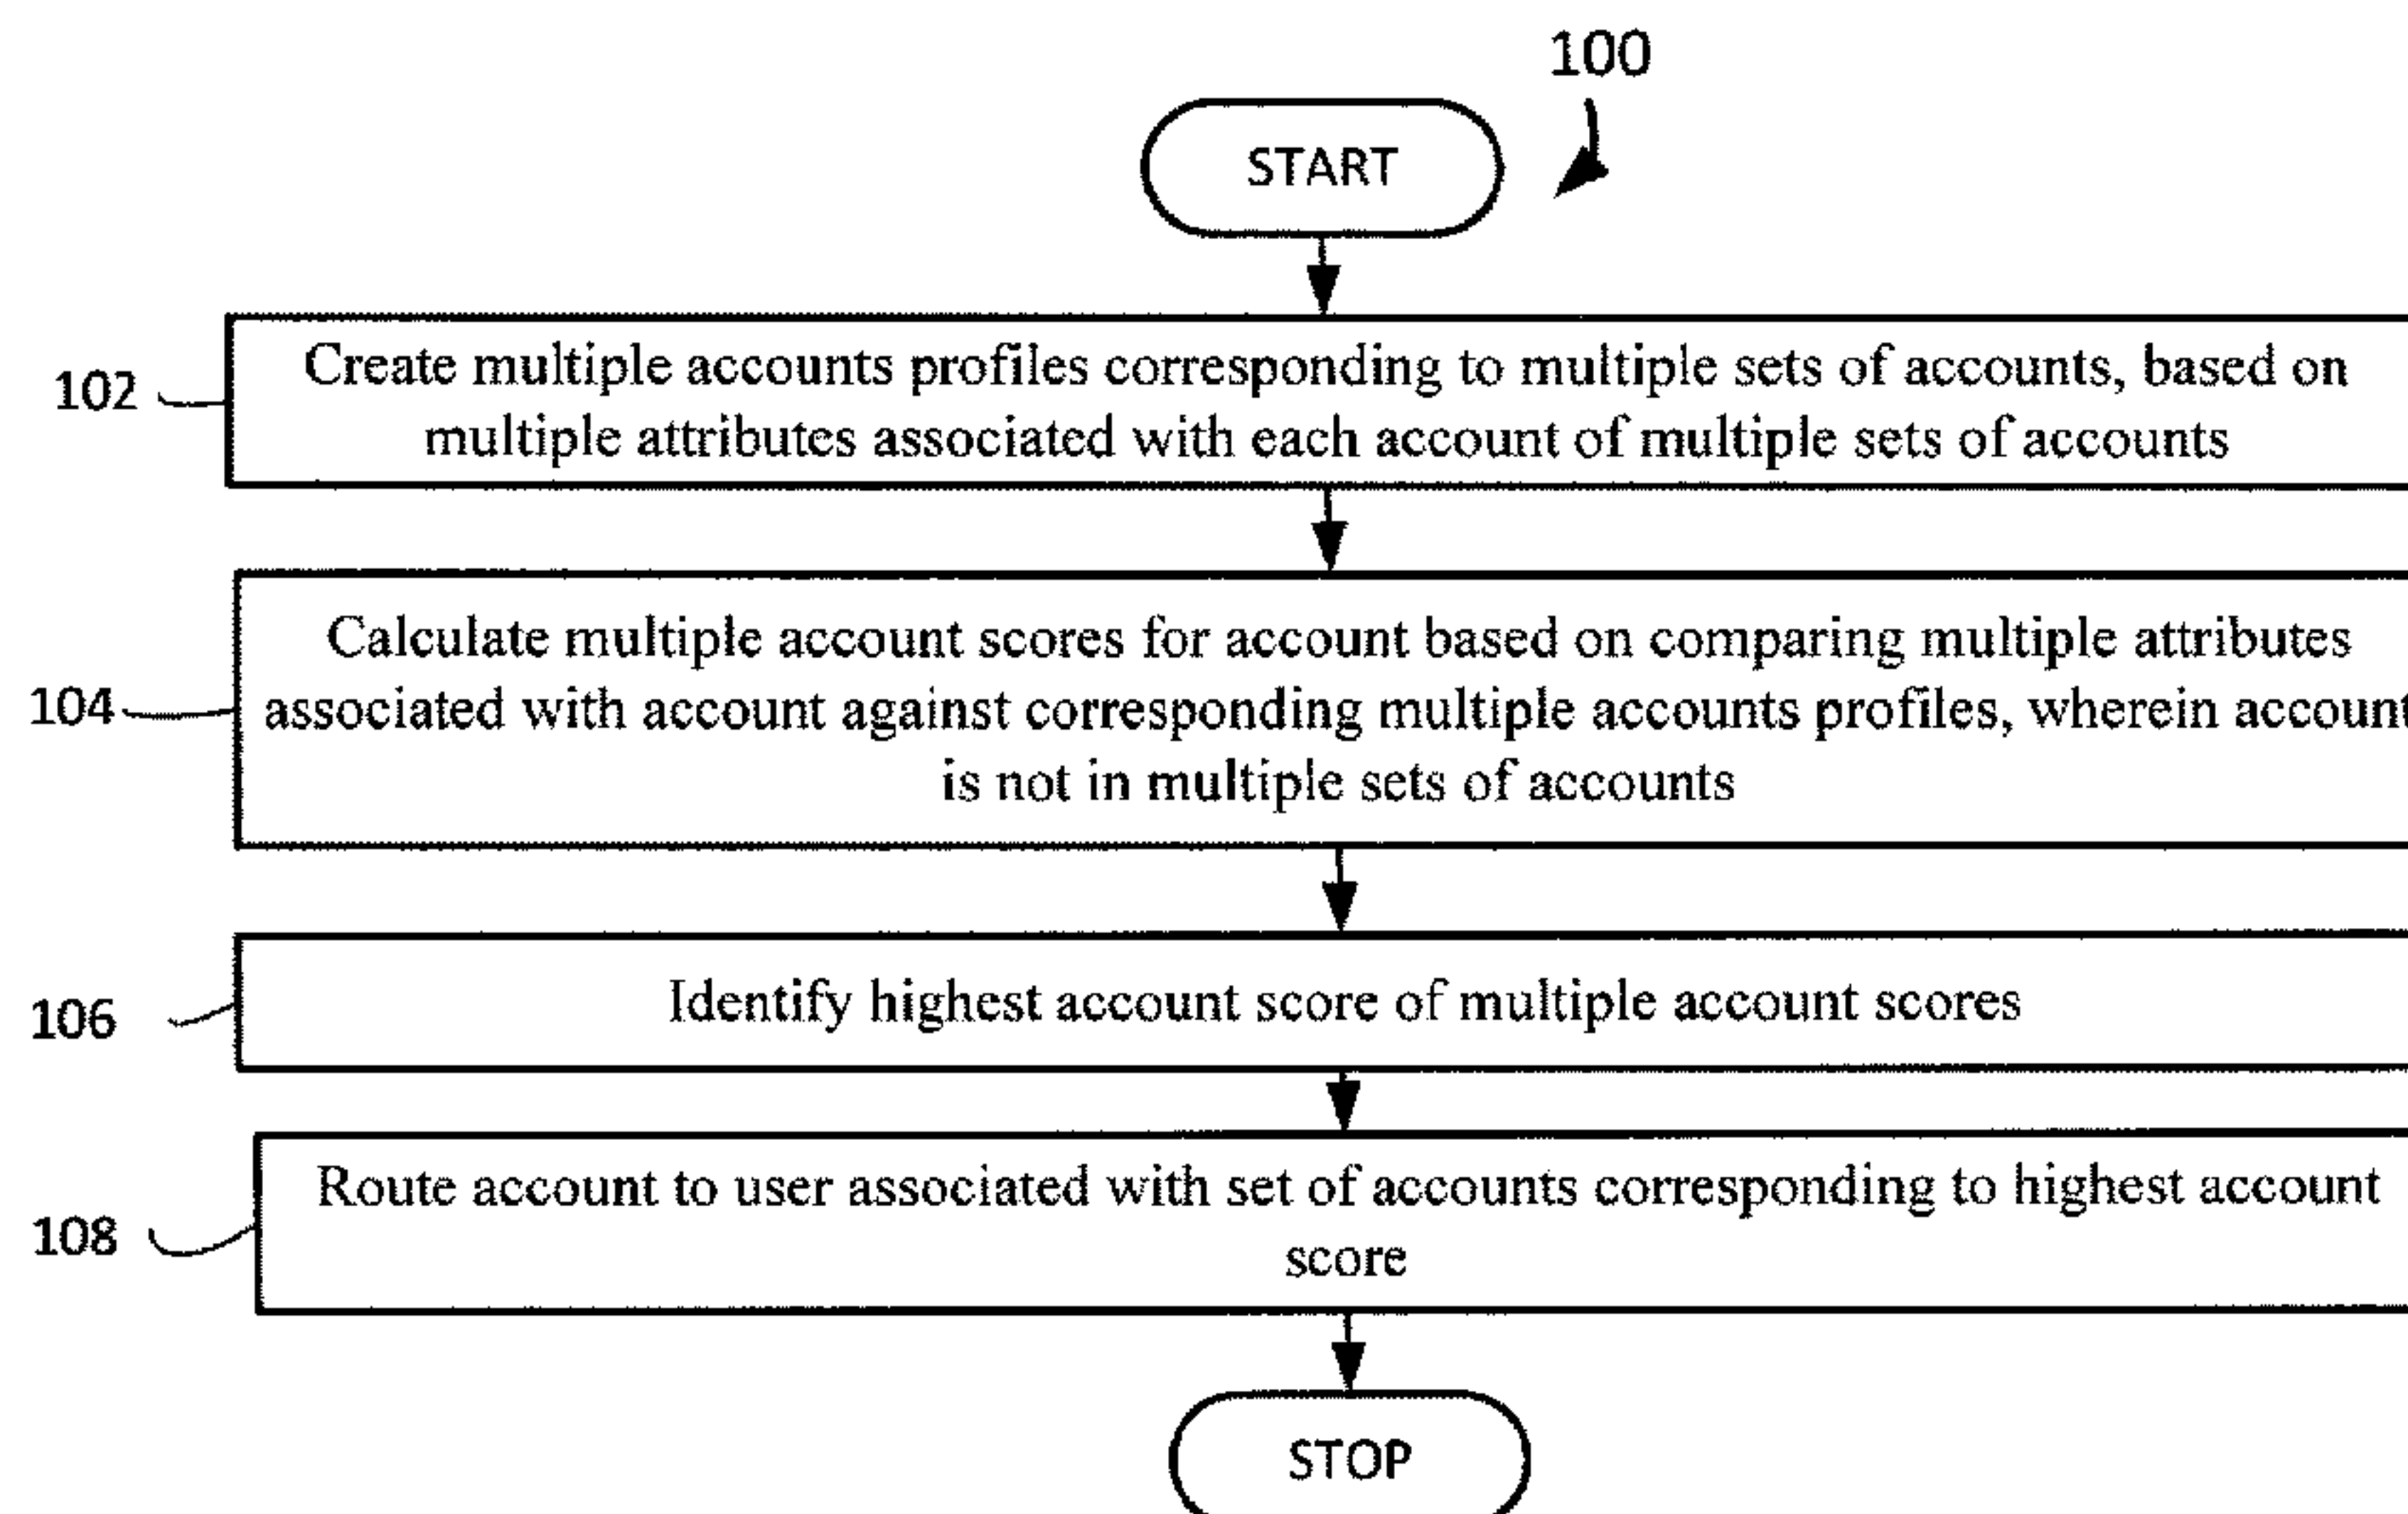 100
START
102
Create multiple accounts profiles corresponding to multiple sets of accounts, based on
multiple attributes associated with each account of multiple sets of accounts
Calculate multiple account scores for account based on comparing multiple attributes
104
associated with account against corresponding multiple accounts profiles, wherein account
is not in multiple sets of accounts
106
Identify highest account score of multiple account scores
108
Route account to user associated with set of accounts corresponding to highest account
score
STOP